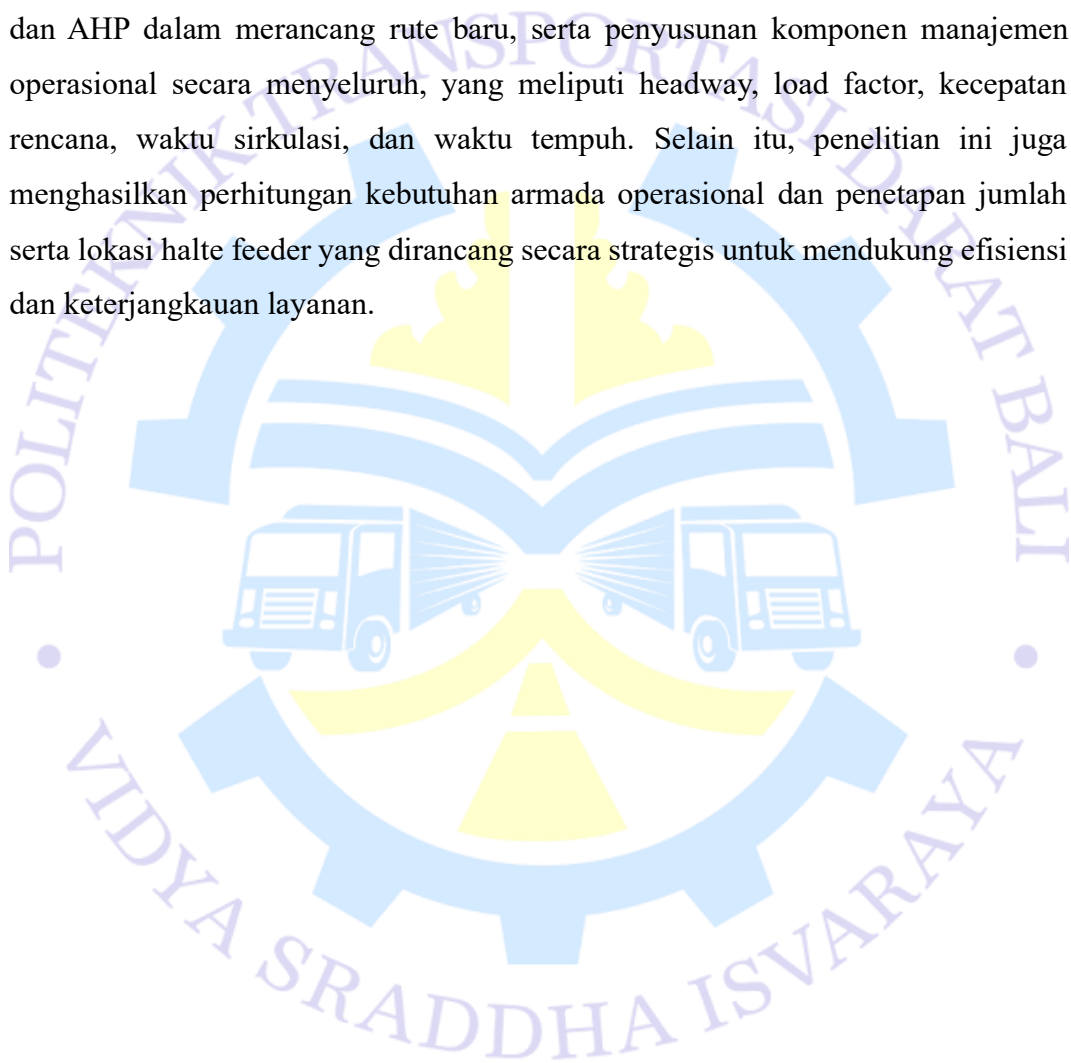 dan AHP dalam merancang rute baru, serta penyusunan komponen manajemen
operasional secara menyeluruh, yang meliputi headway, load factor, kecepatan
rencana, waktu sirkulasi, dan waktu tempuh. Selain itu, penelitian ini juga
menghasilkan perhitungan kebutuhan armada operasional dan penetapan jumlah
serta lokasi halte feeder yang dirancang secara strategis untuk mendukung efisiensi
dan keterjangkauan layanan.
POLITEKNIK TRANSPORTASI DARAT BALI
• VIDYA SRADDHA ISVARAYA •